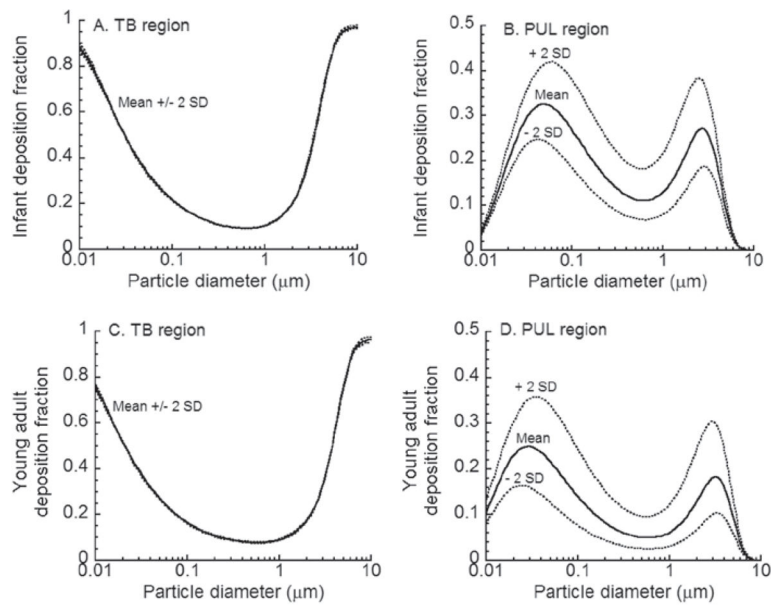 A. TB region
1
0.8
0.6
0.4
0.2
0
Infant deposition fraction
Mean +/- 2 SD
0.01
0.1
1
10
Particle diameter (μm)
B. PUL region
0.5
0.4
0.3
0.2
0.1
0
Infant deposition fraction
+ 2 SD
Mean
- 2 SD
0.01
0.1
1
10
Particle diameter (μm)
C. TB region
1
0.8
0.6
0.4
0.2
0
Young adult
deposition fraction
Mean +/- 2 SD
0.01
0.1
1
10
Particle diameter (μm)
D. PUL region
0.5
0.4
0.3
0.2
0.1
0
Young adult
deposition fraction
+ 2 SD
Mean
- 2 SD
0.01
0.1
1
10
Particle diameter (μm)